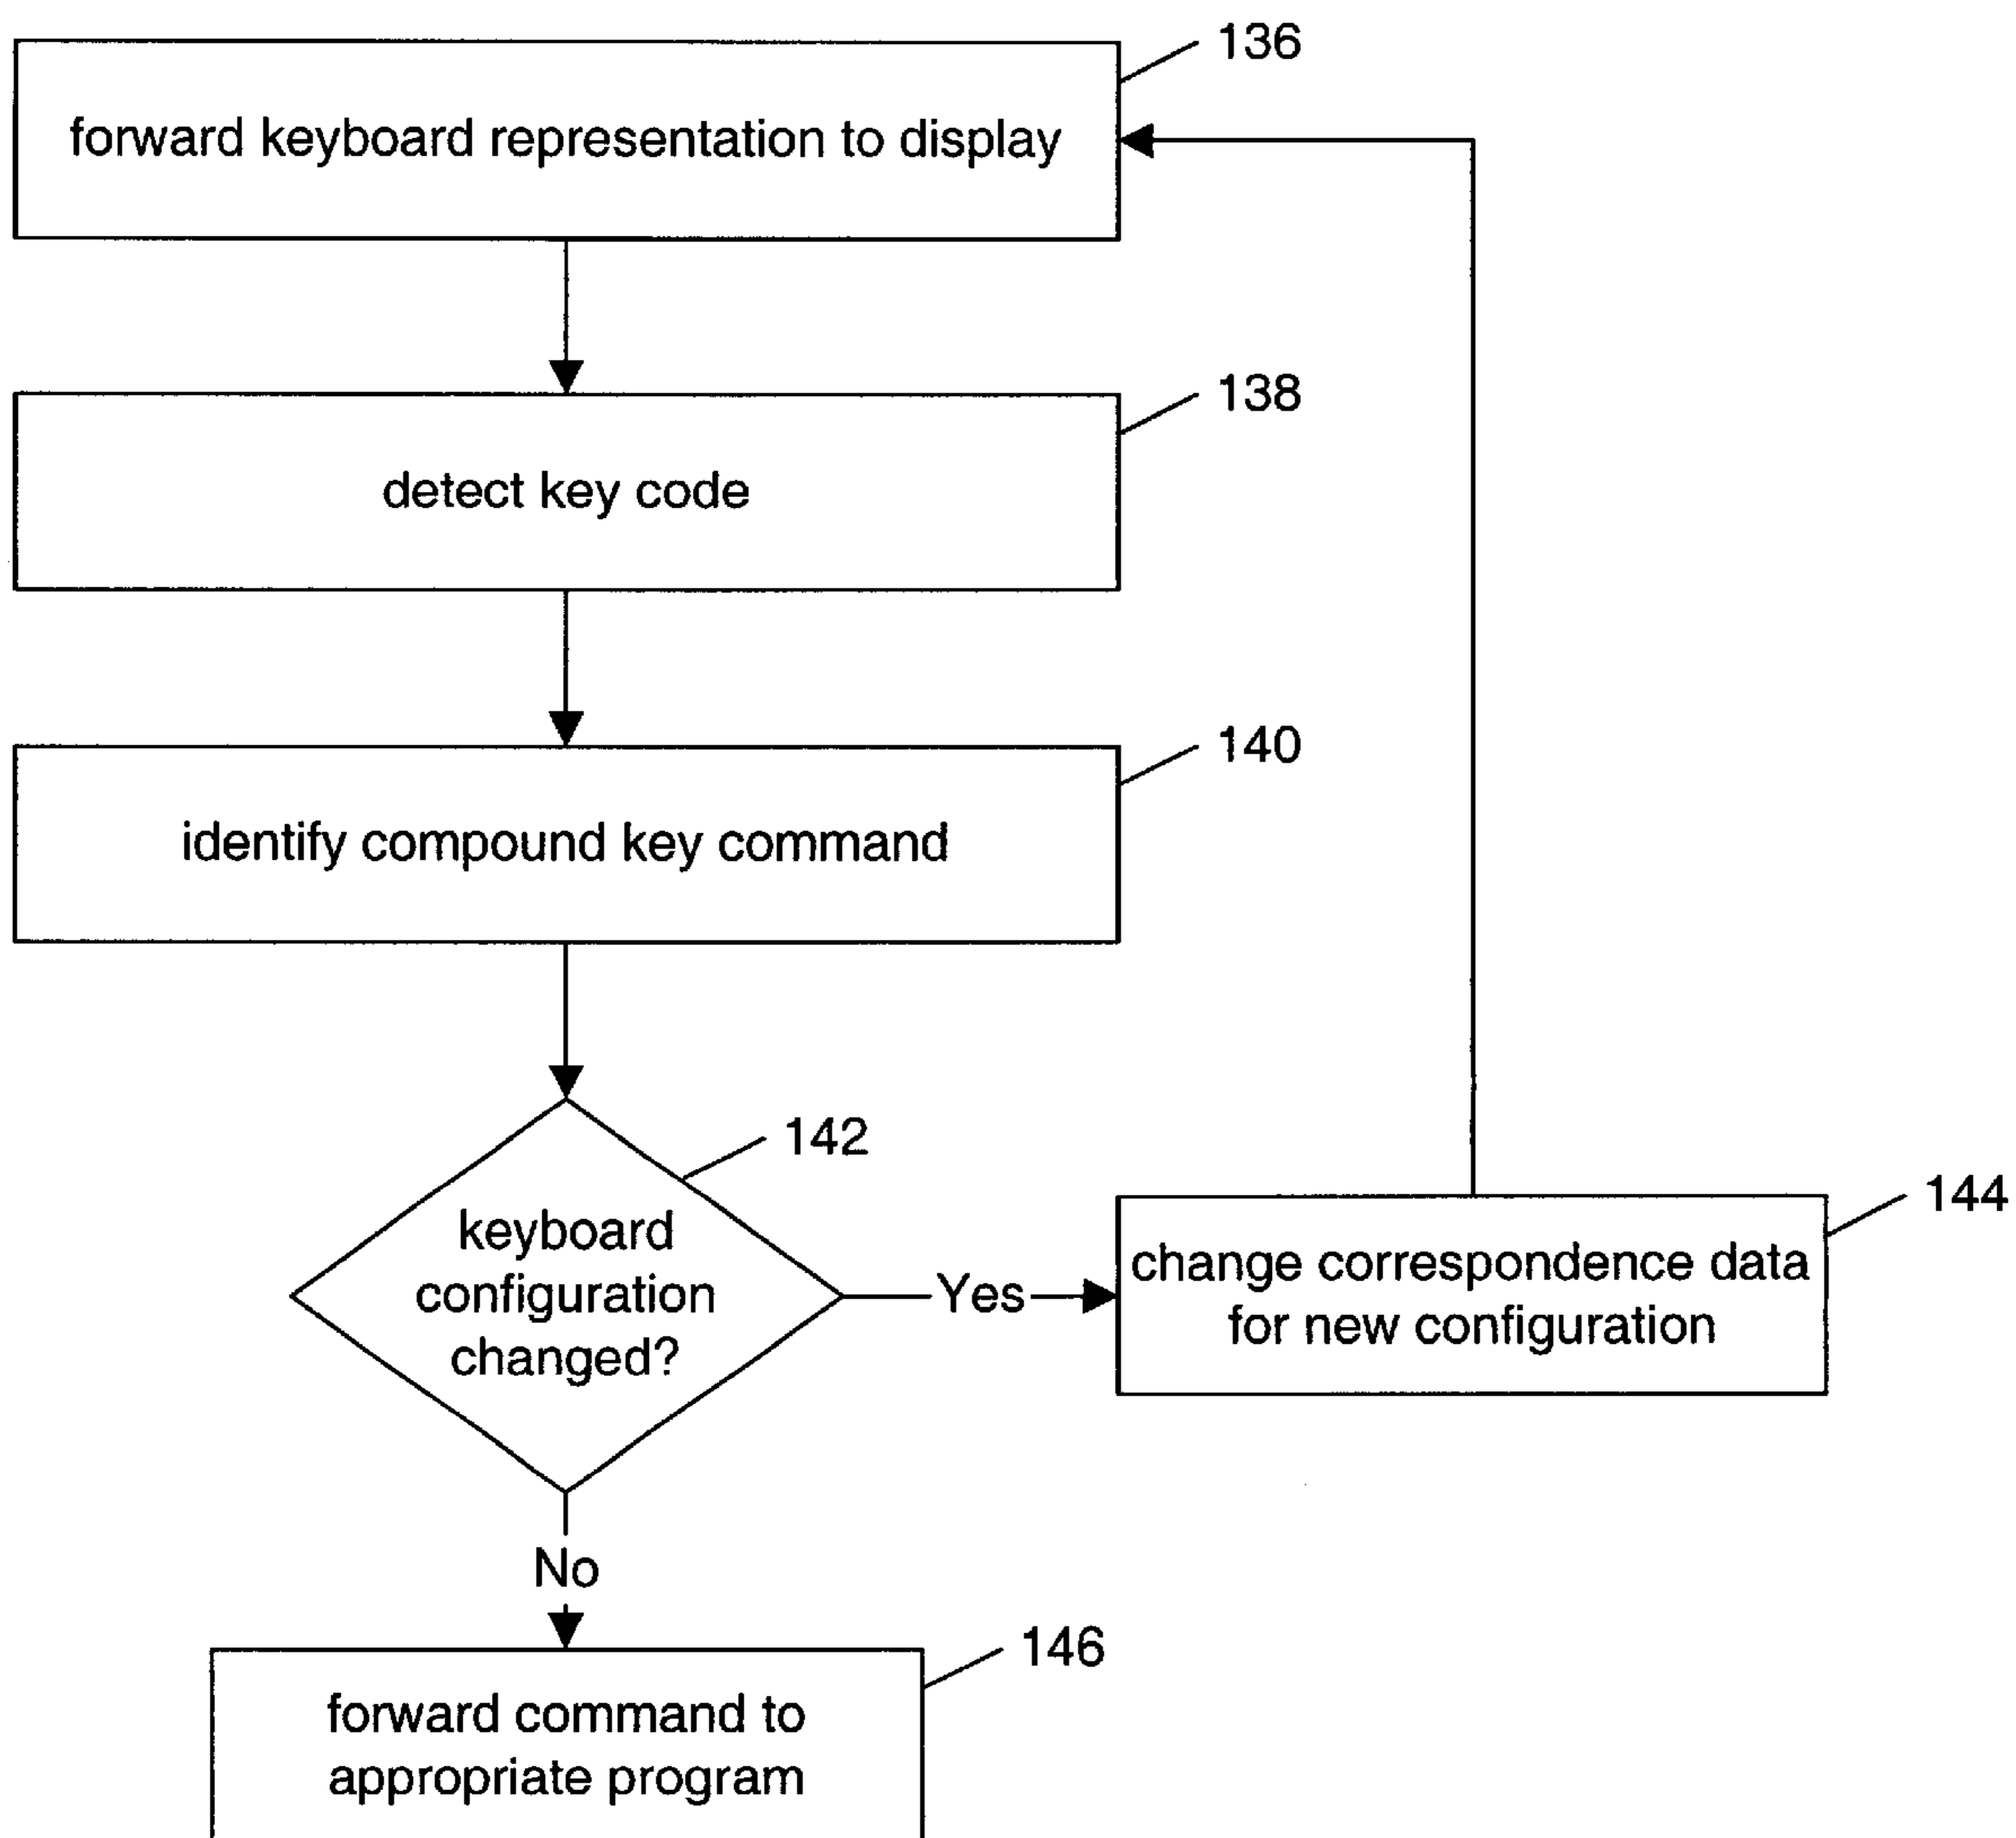 136
forward keyboard representation to display
138
detect key code
140
identify compound key command
142
keyboard
configuration
changed?
Yes
144
change correspondence data
for new configuration
No
146
forward command to
appropriate program